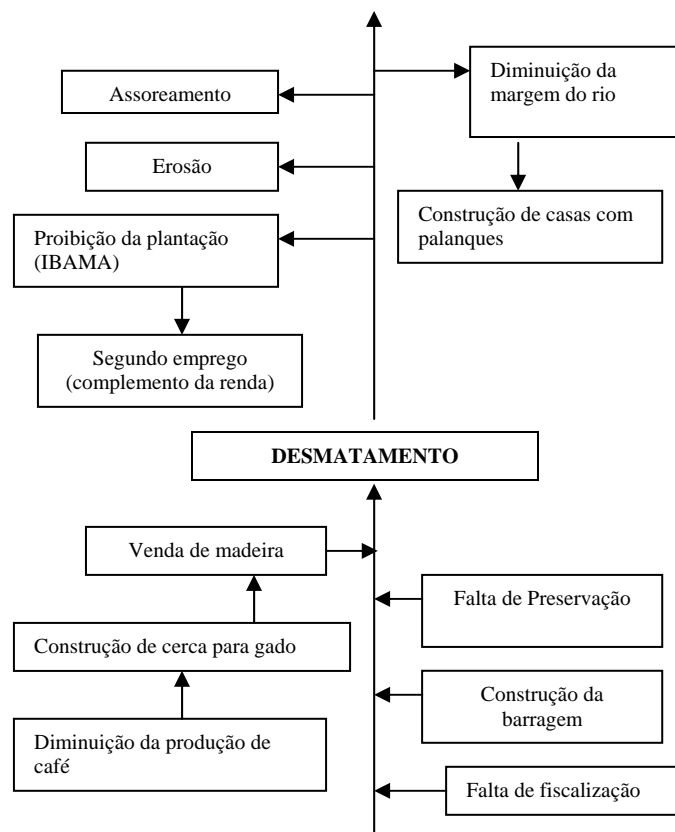 Diminuição da
margem do rio
Assoreamento
Erosão
Construção de casas com
palanques
Proibição da plantação
(IBAMA)
Segundo emprego
(complemento da renda)
DESMATAMENTO
Venda de madeira
Falta de Preservação
Construção de cerca para gado
Construção da
barragem
Diminuição da produção de
café
Falta de fiscalização